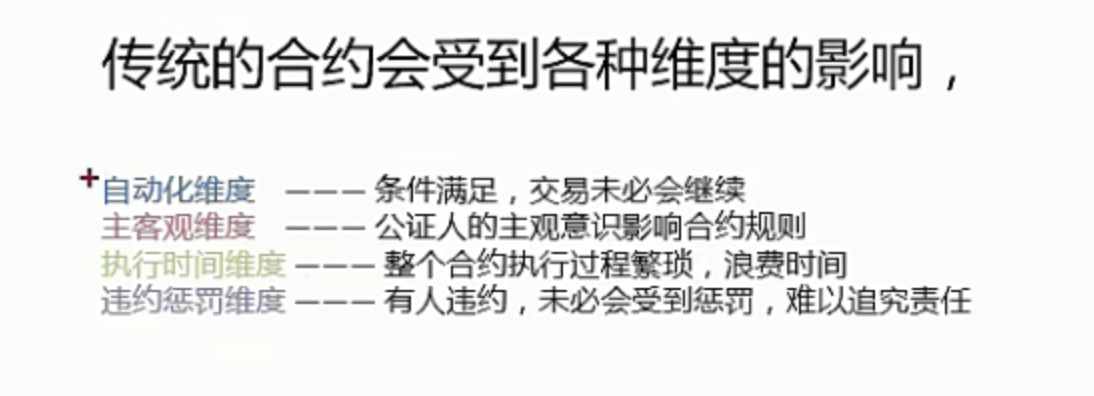 传统的合约会受到各种维度的影响，
自动化维度 ——— 条件满足，交易未必会继续
主客观维度 ——— 公证人的主观意识影响合约规则
执行时间维度 ——— 整个合约执行过程繁琐，浪费时间
违约惩罚维度 ——— 有人违约，未必会受到惩罚，难以追究责任